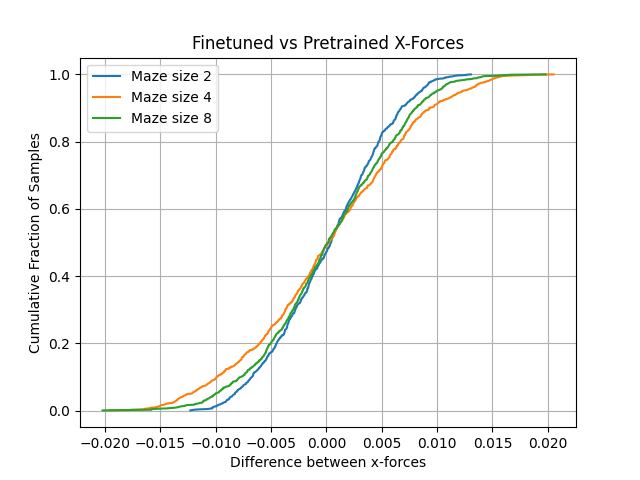 Finetuned vs Pretrained X-Forces
Maze size 2
Maze size 4
Maze size 8
Cumulative Fraction of Samples
1.0
0.8
0.6
0.4
0.2
0.0
−0.020 −0.015 −0.010 −0.005 0.000 0.005 0.010 0.015 0.020
Difference between x-forces